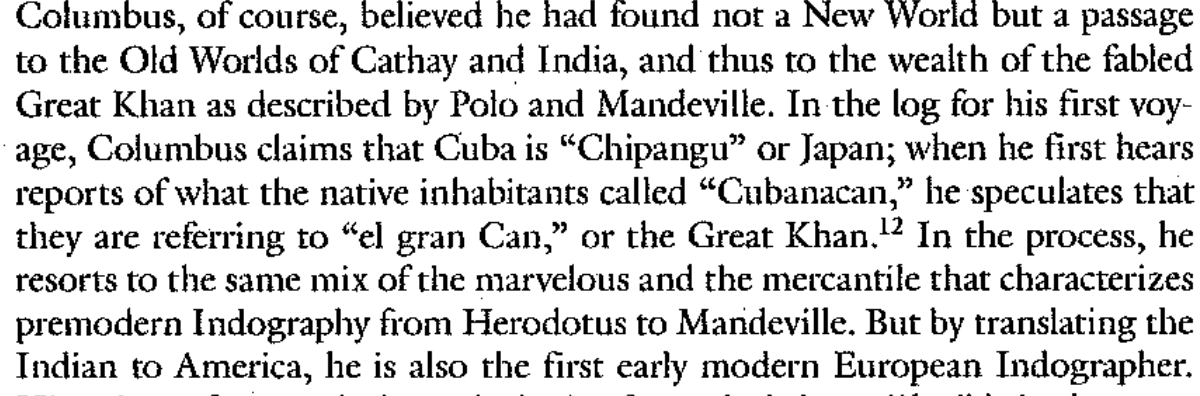 Columbus, of course, believed he had found not a New World but a passage
to the Old Worlds of Cathay and India, and thus to the wealth of the fabled
Great Khan as described by Polo and Mandeville. In the log for his first voy-
age, Columbus claims that Cuba is “Chipangu” or Japan; when he first hears
reports of what the native inhabitants called “Cubanacan,” he speculates that
they are referring to “el gran Can,” or the Great Khan.12 In the process, he
resorts to the same mix of the marvelous and the mercantile that characterizes
premodern Indography from Herodotus to Mandeville. But by translating the
Indian to America, he is also the first early modern European Indographer.